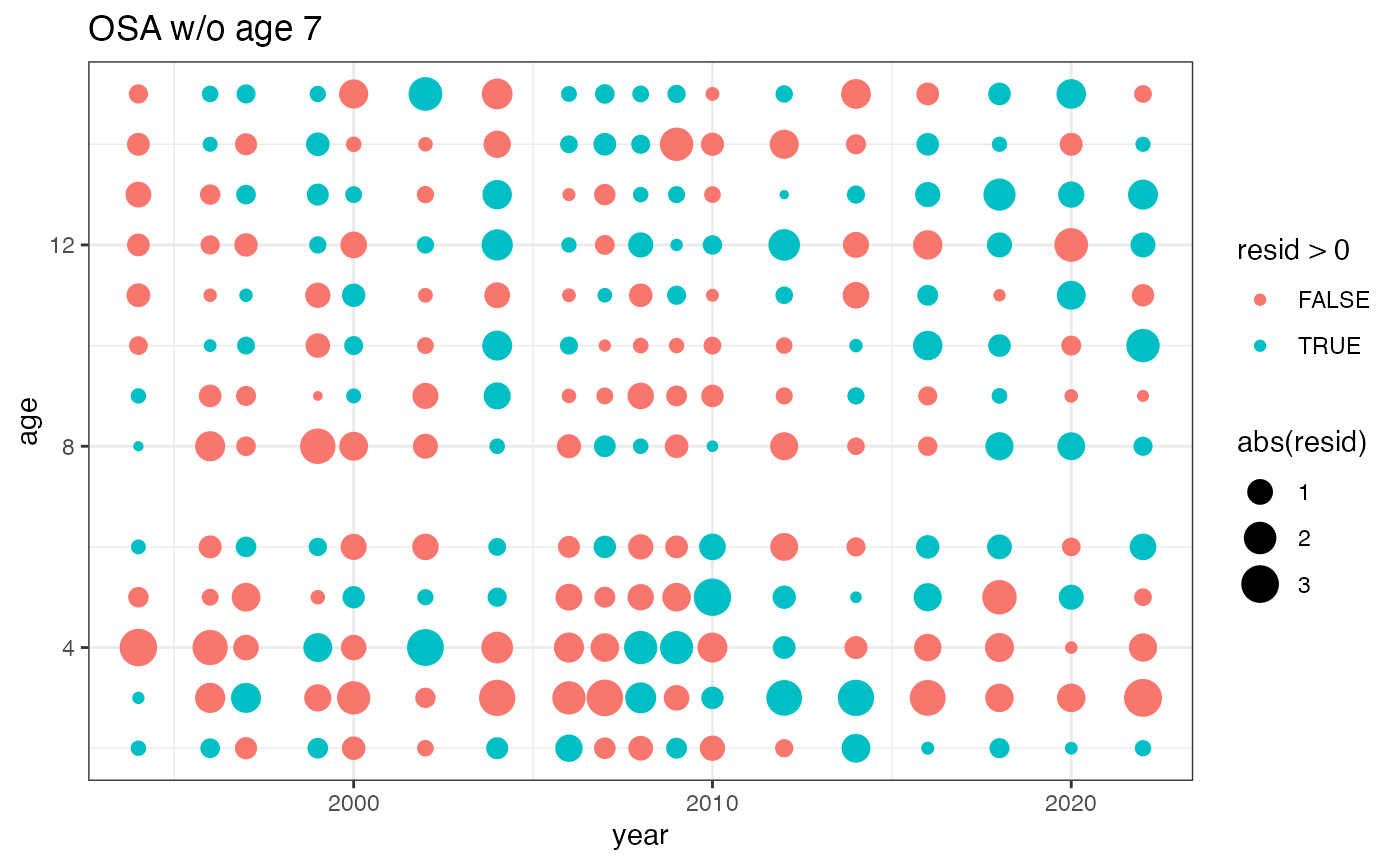 OSA w/o age 7
age
12
8
4
2000
2010
2020
year
resid > 0
FALSE
TRUE
abs(resid)
1
2
3